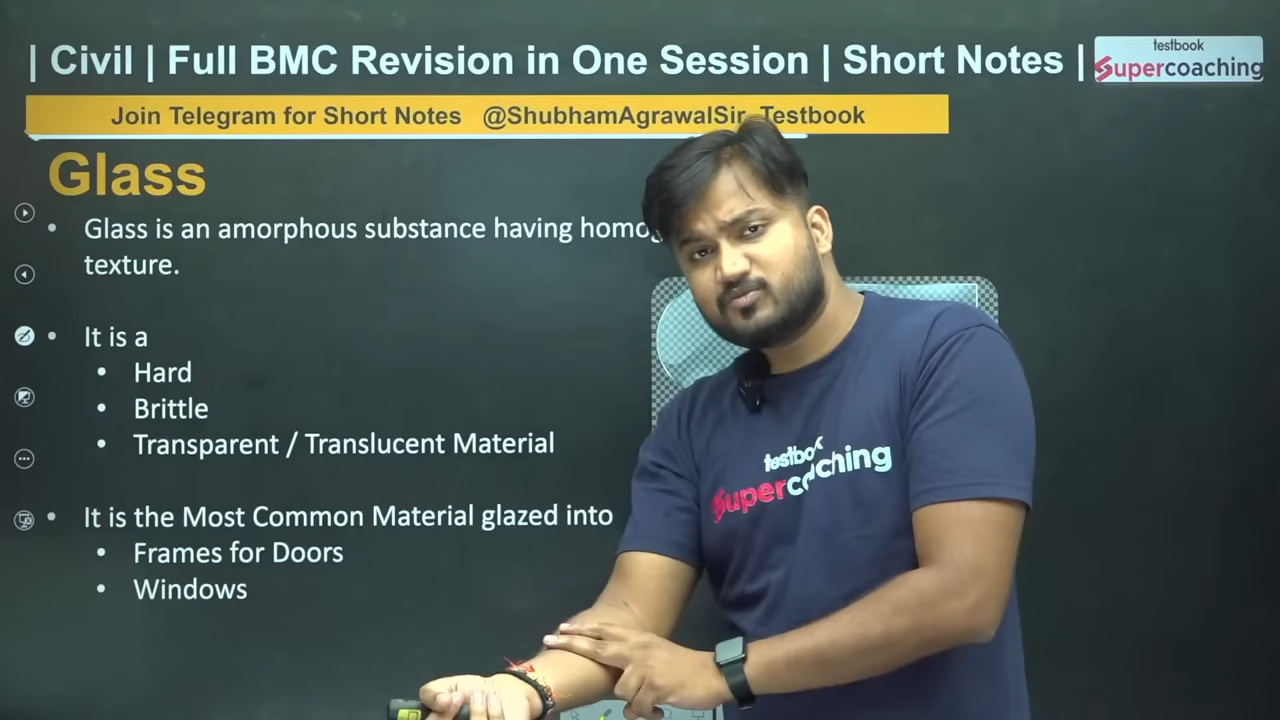 | Civil | Full BMC Revision in One Session | Short Notes |
testbook
Supercoaching
Join Telegram for Short Notes @ShubhamAgrawalSir_Testbook
Glass
• Glass is an amorphous substance having
texture.
• It is a
• Hard
• Brittle
• Transparent / Translucent Material
• It is the Most Common Material glazed into
• Frames for Doors
• Windows
testbook
Supercoaching